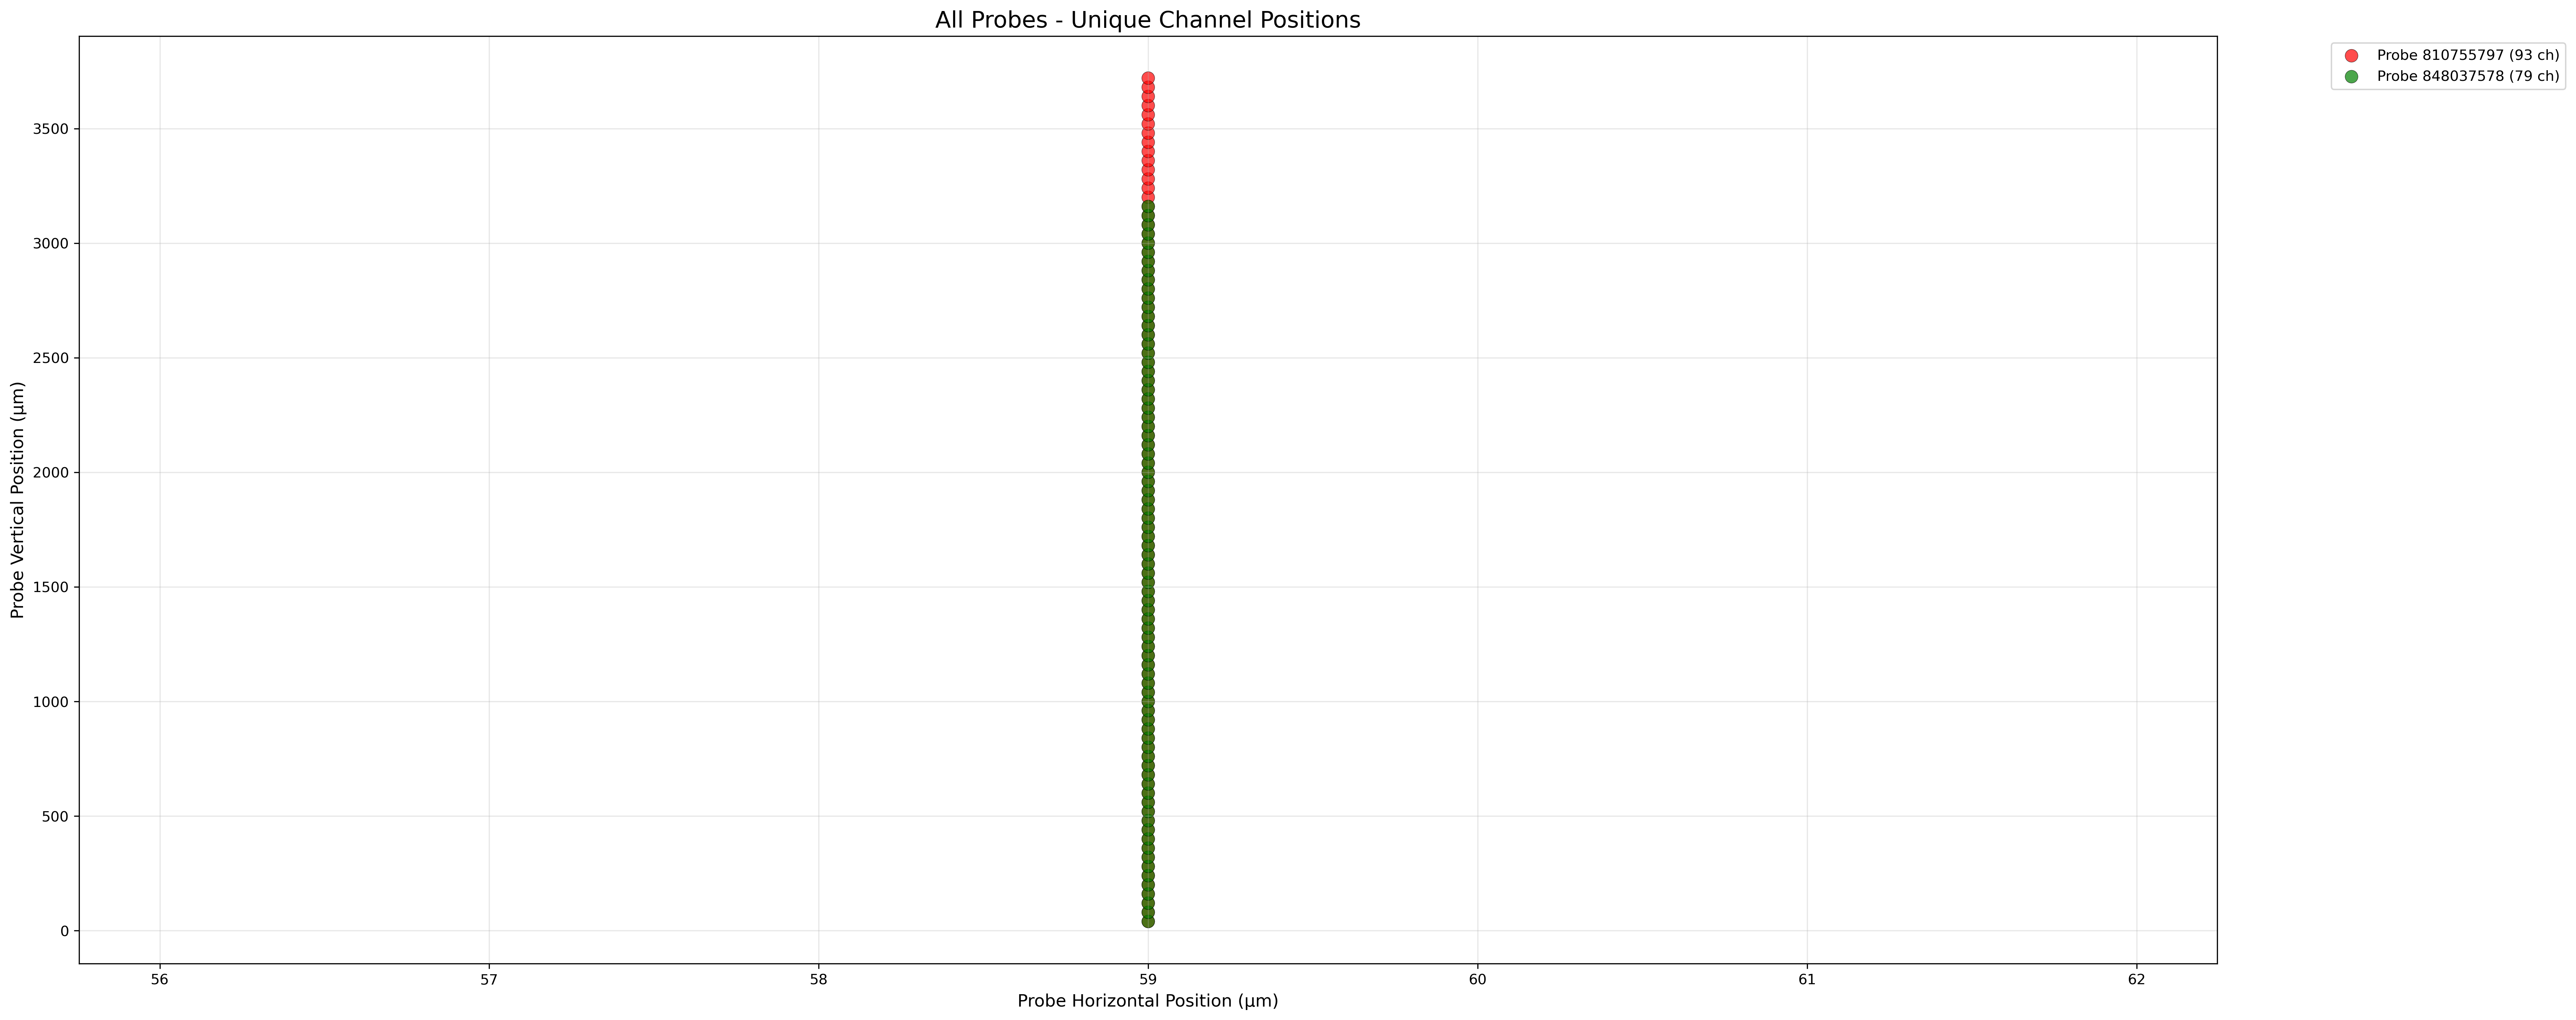 All Probes - Unique Channel Positions
Probe 810755797 (93 ch)
Probe 848037578 (79 ch)
Probe Vertical Position (µm)
3500
3000
2500
2000
1500
1000
500
0
56 57 58 59 60 61 62
Probe Horizontal Position (µm)